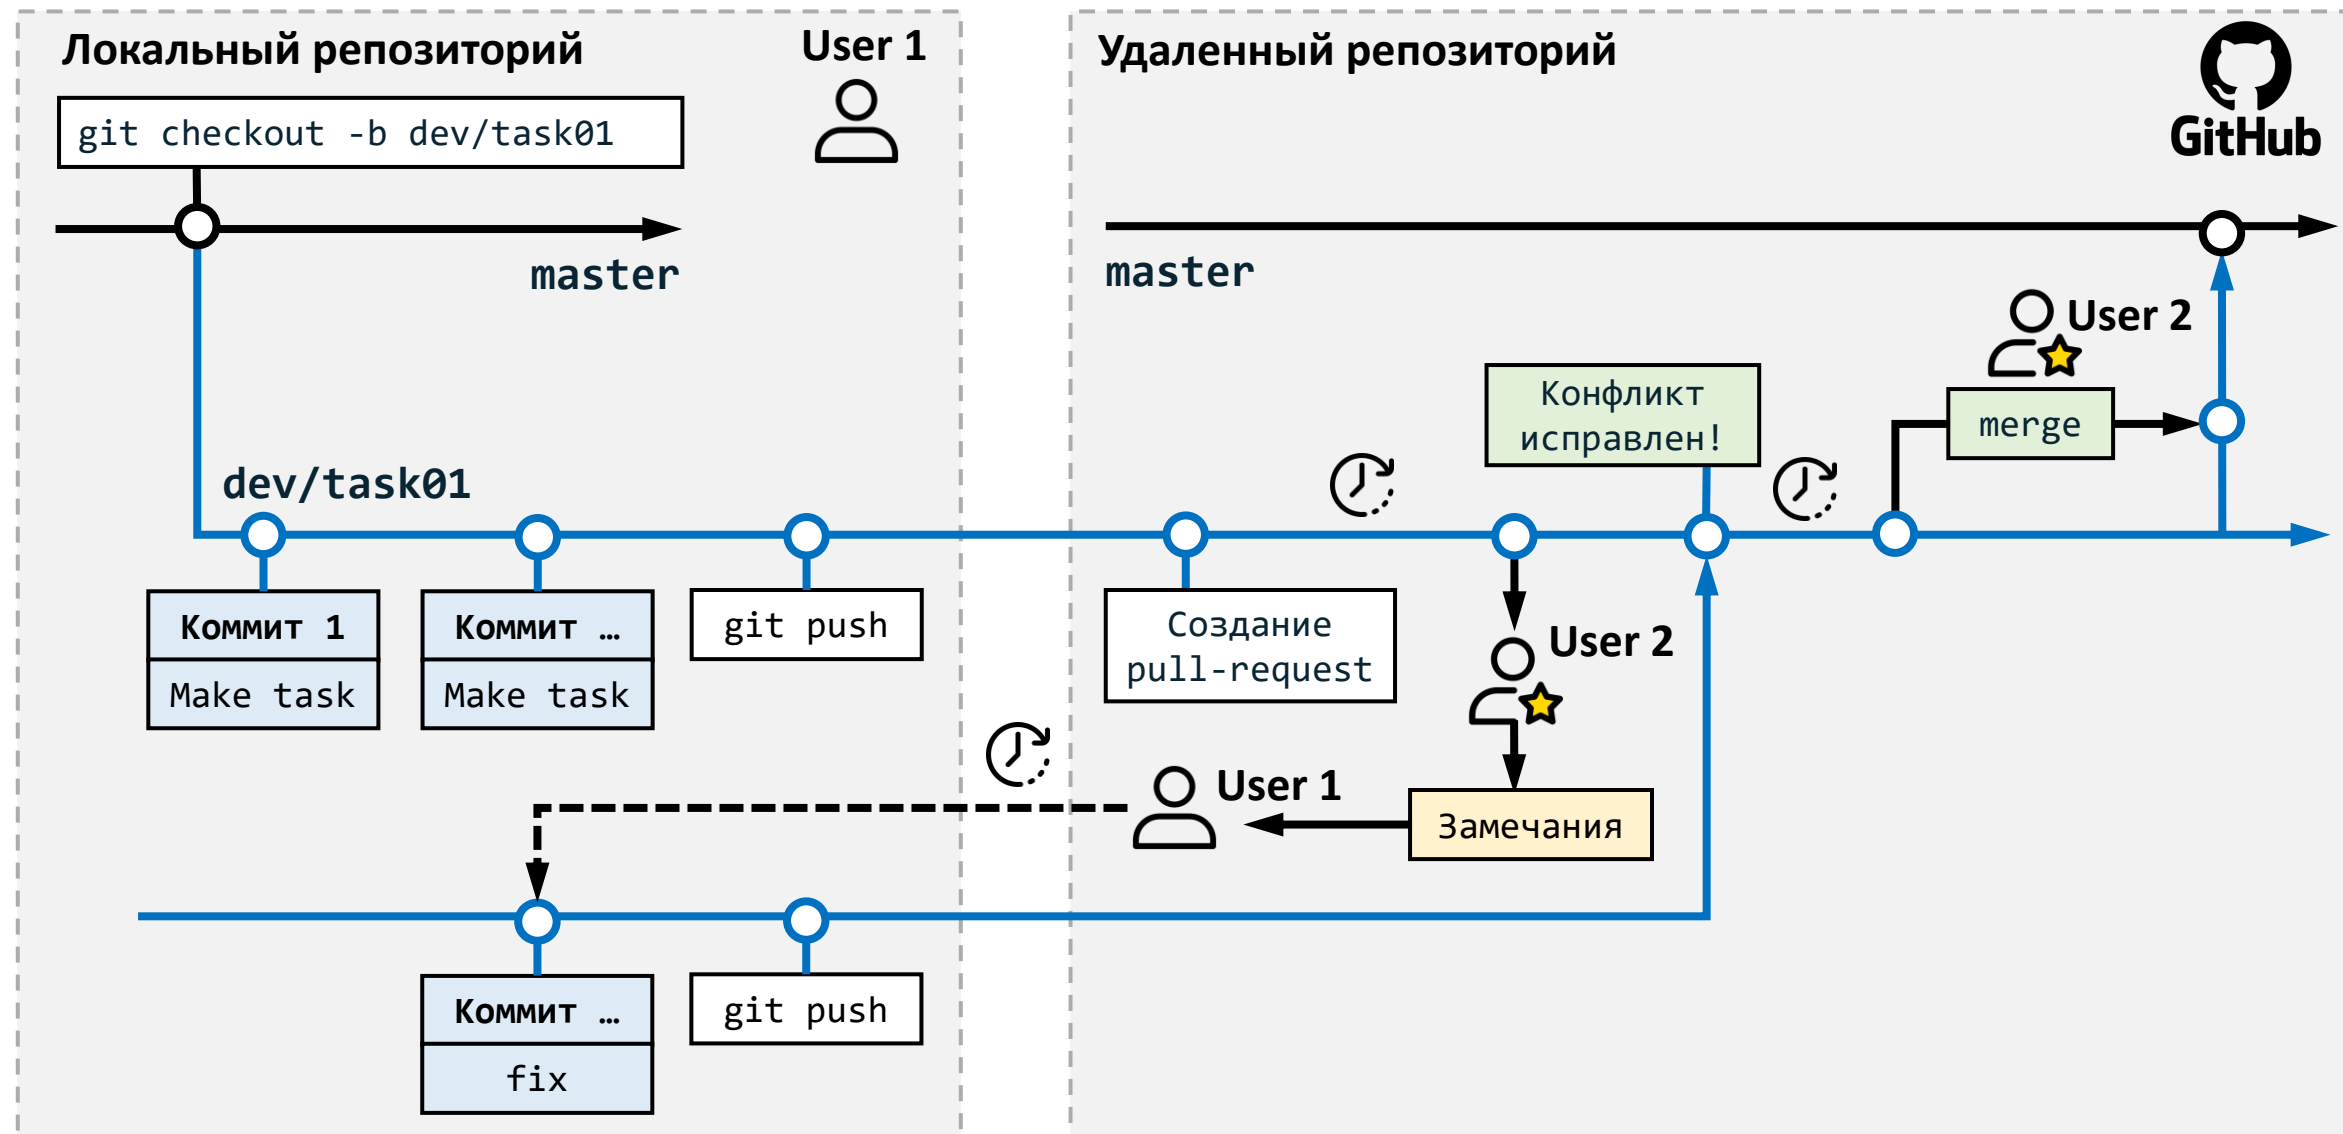 Локальный репозиторий
User 1
git checkout -b dev/task01
master
dev/task01
Коммит 1
Make task
Коммит …
Make task
git push
Коммит …
fix
git push
Удаленный репозиторий
GitHub
master
User 2
Конфликт
исправлен!
merge
Создание
pull-request
User 2
User 1
Замечания